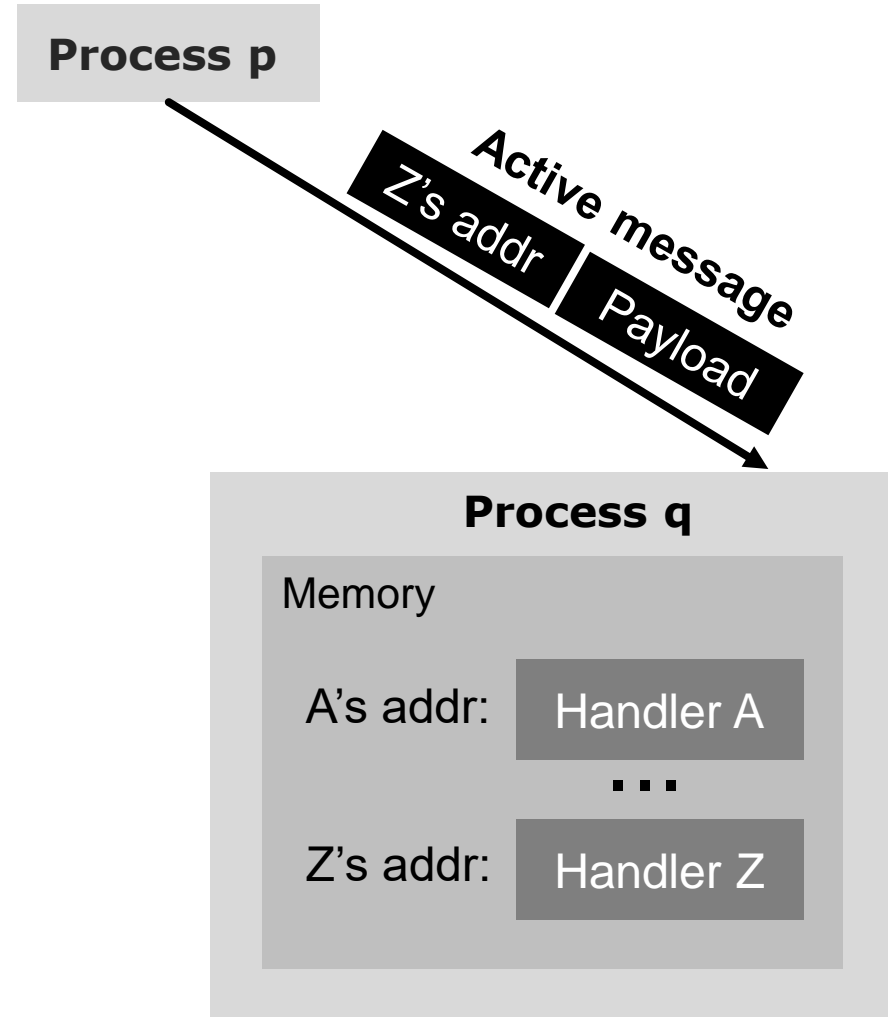 Process p
Active message
Z’s addr
Payload
Process q
Memory
A’s addr:
Handler A
...
Z’s addr:
Handler Z